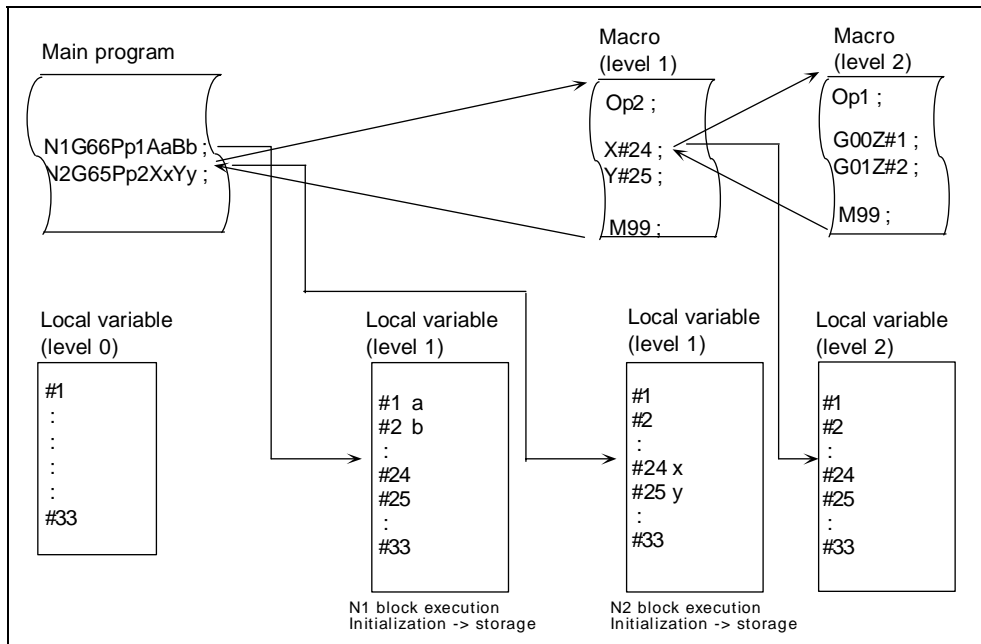 Main program
N1G66Pp1AaBb ;
N2G65Pp2XxYy ;
Macro
(level 1)
Op2 ;
X#24 ;
Y#25 ;
M99 ;
Macro
(level 2)
Op1 ;
G00Z#1 ;
G01Z#2 ;
M99 ;
Local variable
(level 0)
#1
:
:
:
:
#33
Local variable
(level 1)
#1 a
#2 b
:
#24
#25
:
#33
N1 block execution
Initialization -> storage
Local variable
(level 1)
#1
#2
:
#24 x
#25 y
:
#33
N2 block execution
Initialization -> storage
Local variable
(level 2)
#1
#2
:
#24
#25
:
#33